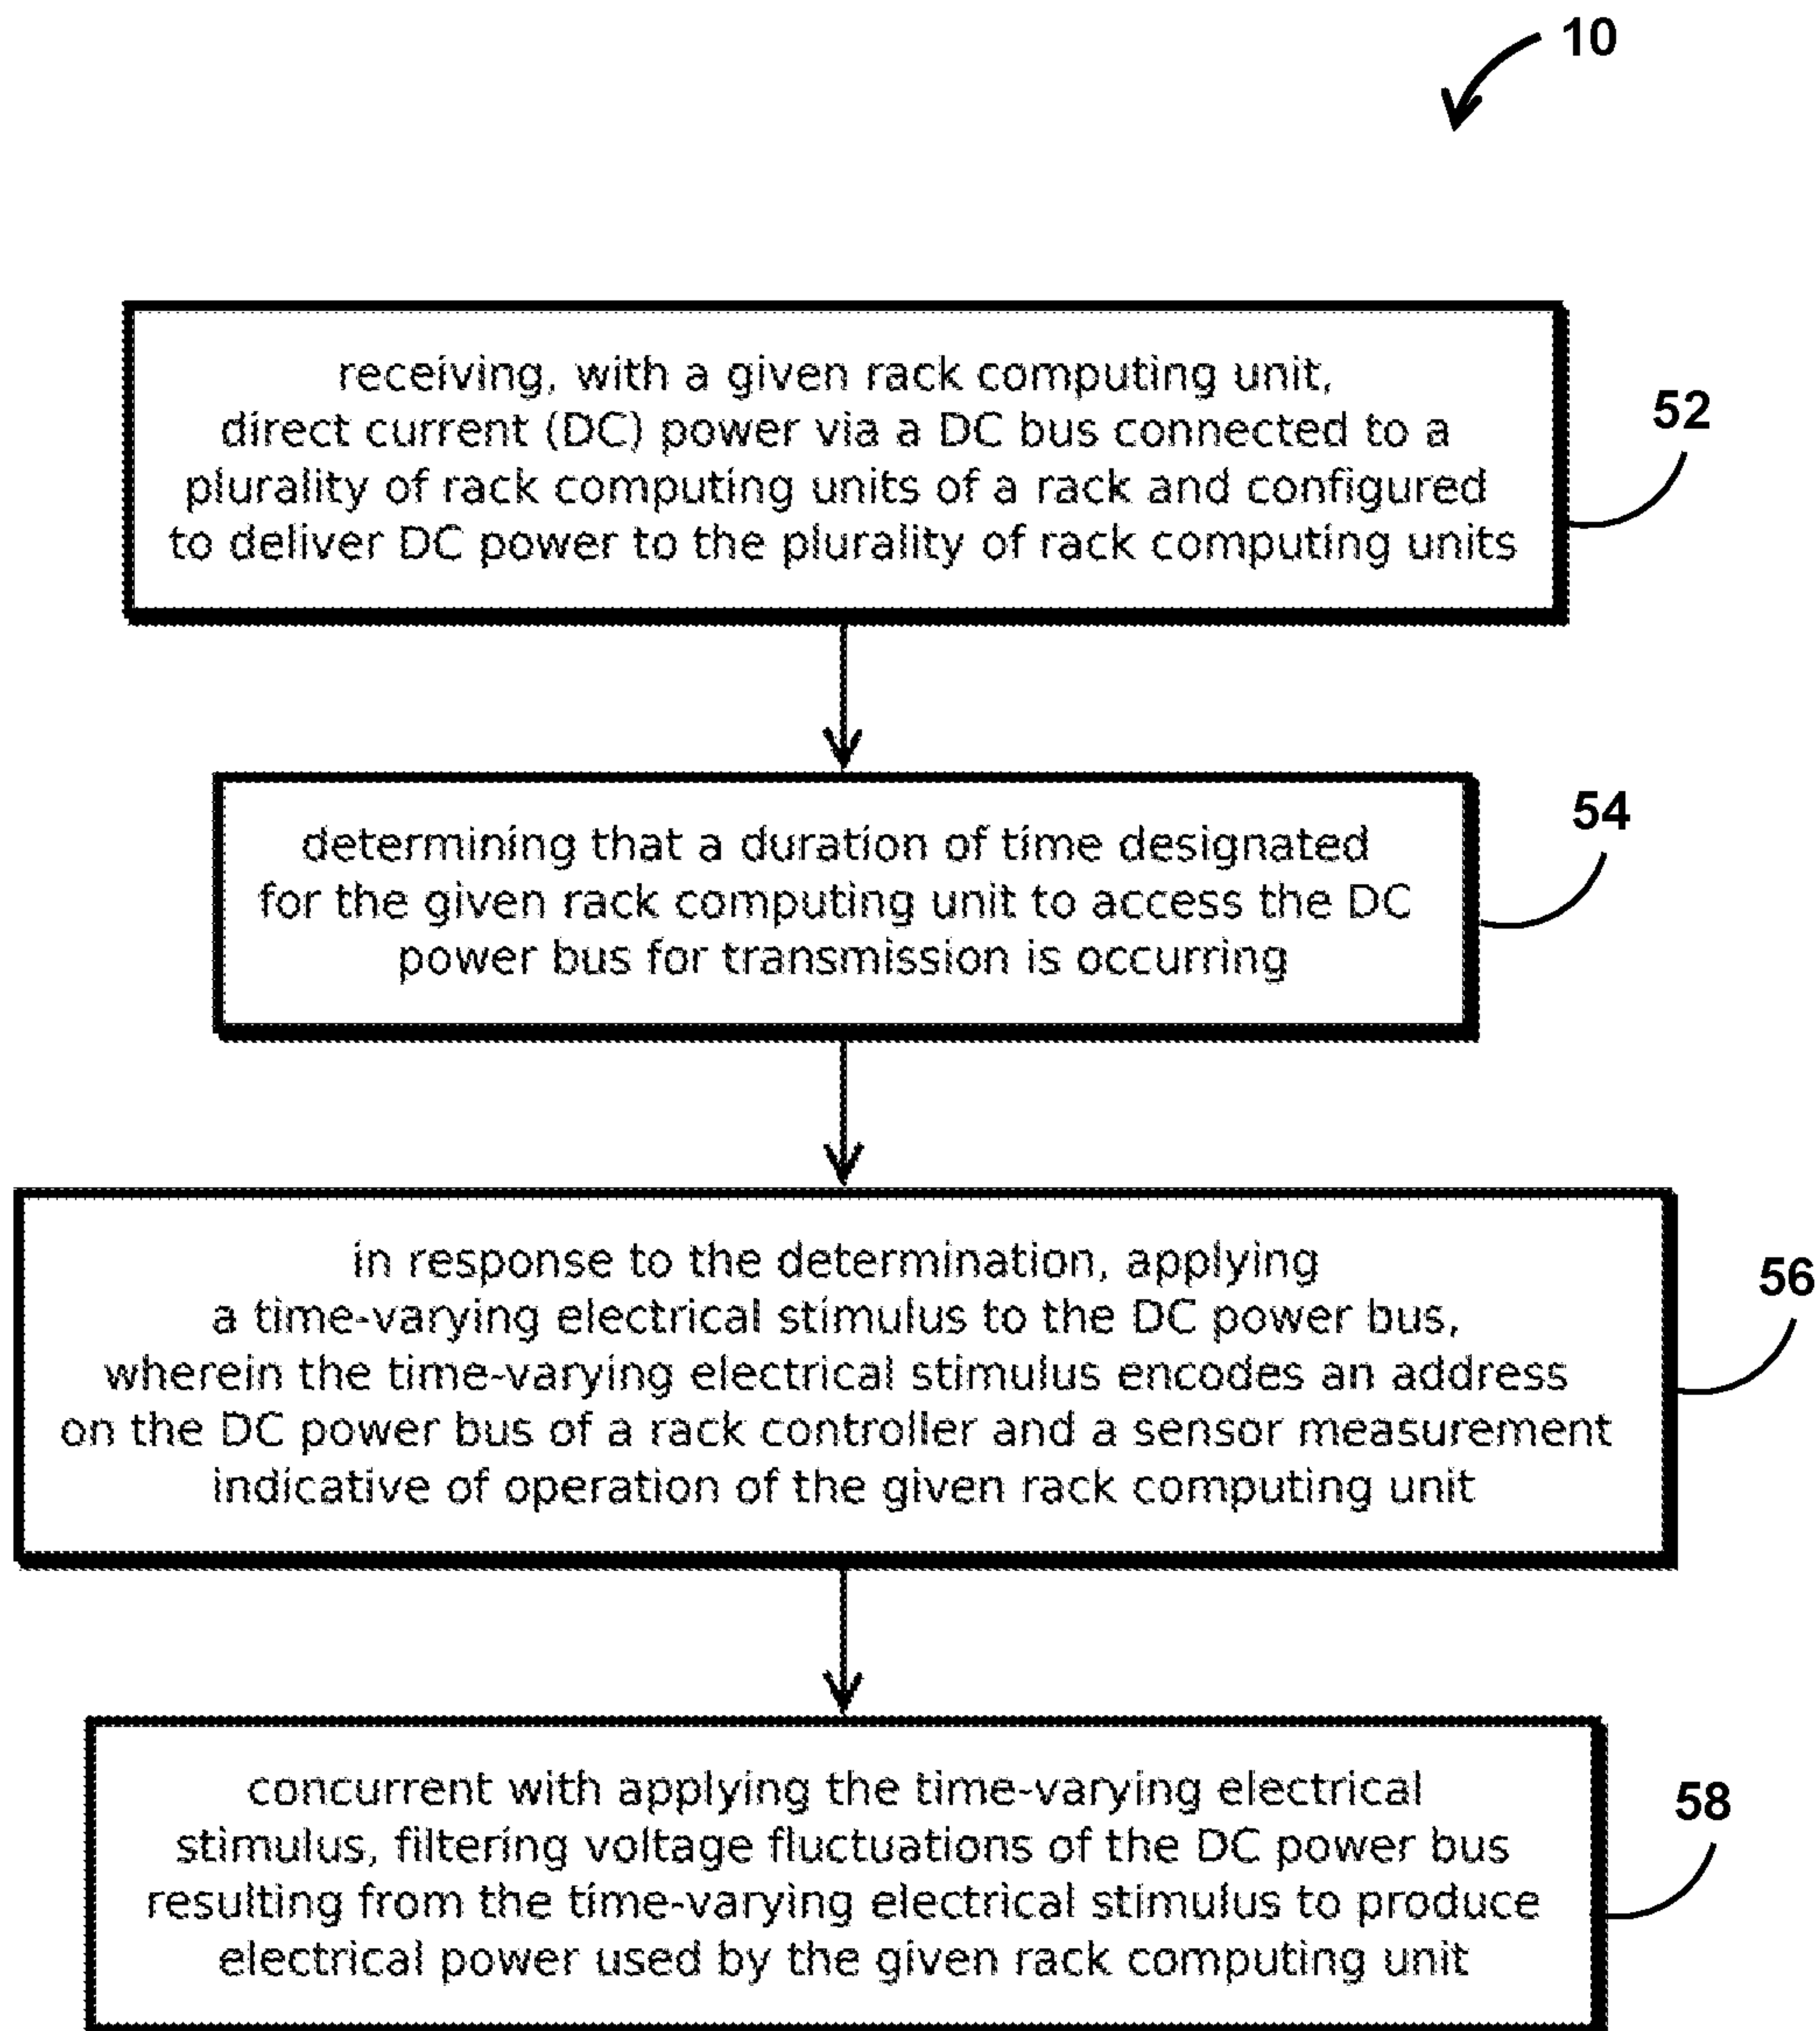 10
receiving, with a given rack computing unit,
direct current (DC) power via a DC bus connected to a
plurality of rack computing units of a rack and configured
to deliver DC power to the plurality of rack computing units
52
determining that a duration of time designated
for the given rack computing unit to access the DC
power bus for transmission is occurring
54
in response to the determination, applying
a time-varying electrical stimulus to the DC power bus,
wherein the time-varying electrical stimulus encodes an address
on the DC power bus of a rack controller and a sensor measurement
indicative of operation of the given rack computing unit
56
concurrent with applying the time-varying electrical
stimulus, filtering voltage fluctuations of the DC power bus
resulting from the time-varying electrical stimulus to produce
electrical power used by the given rack computing unit
58